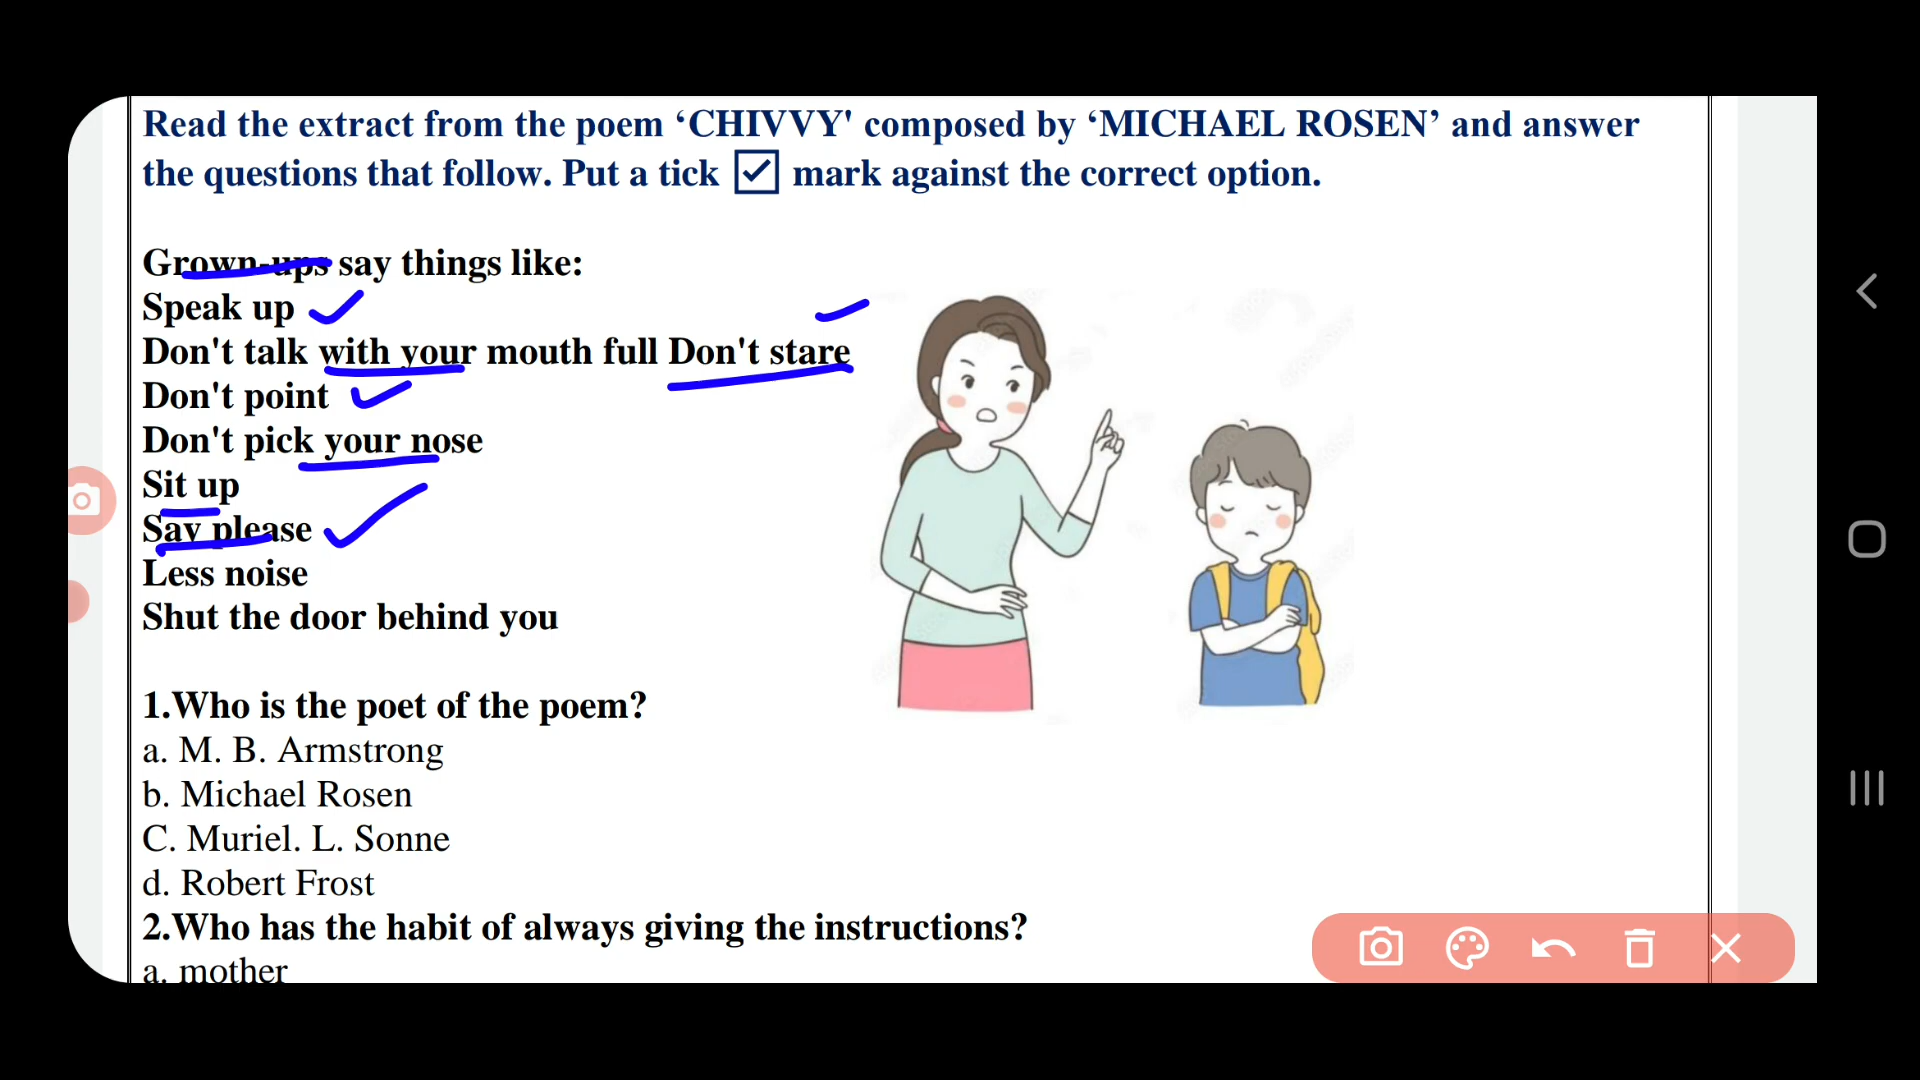 Read the extract from the poem ‘CHIVVY' composed by ‘MICHAEL ROSEN’ and answer
the questions that follow. Put a tick ☑ mark against the correct option.
Grown-ups say things like:
Speak up
Don't talk with your mouth full Don't stare
Don't point
Don't pick your nose
Sit up
Say please
Less noise
Shut the door behind you
1.Who is the poet of the poem?
a. M. B. Armstrong
b. Michael Rosen
C. Muriel. L. Sonne
d. Robert Frost
2.Who has the habit of always giving the instructions?
a. mother